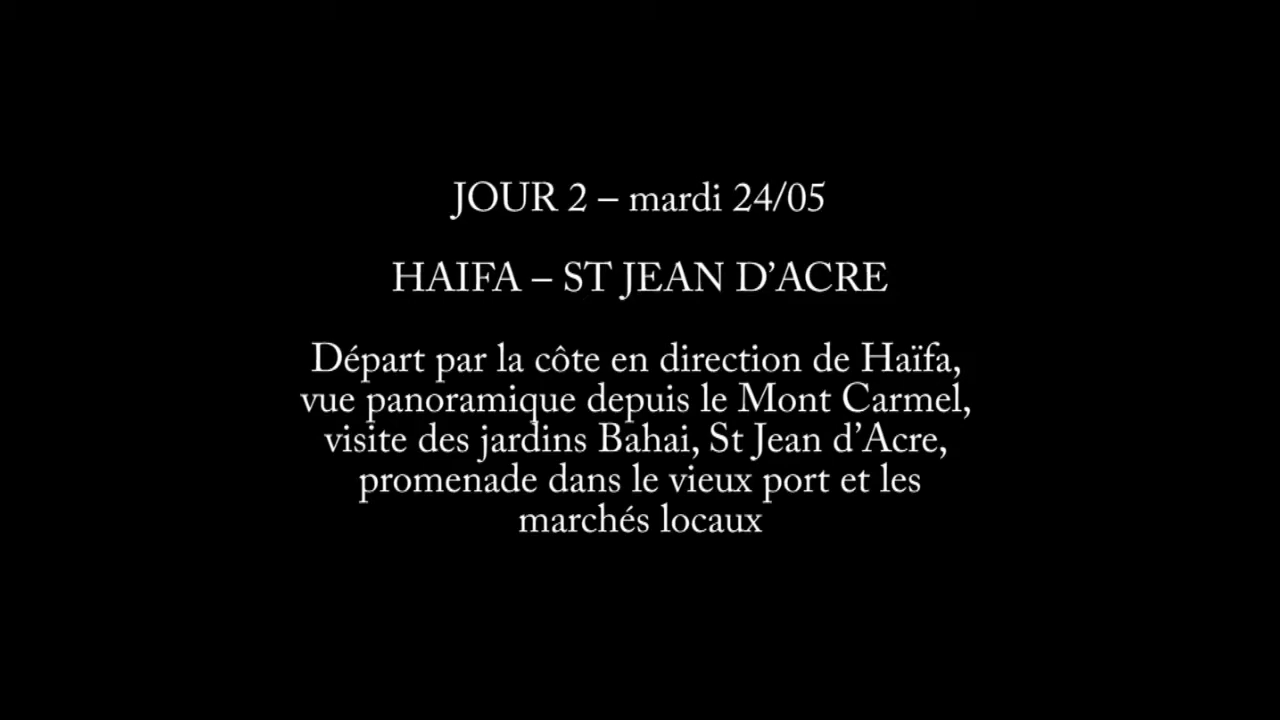 JOUR 2 – mardi 24/05
HAIFA – ST JEAN D’ACRE
Départ par la côte en direction de Haïfa,
vue panoramique depuis le Mont Carmel,
visite des jardins Bahai, St Jean d’Acre,
promenade dans le vieux port et les
marchés locaux